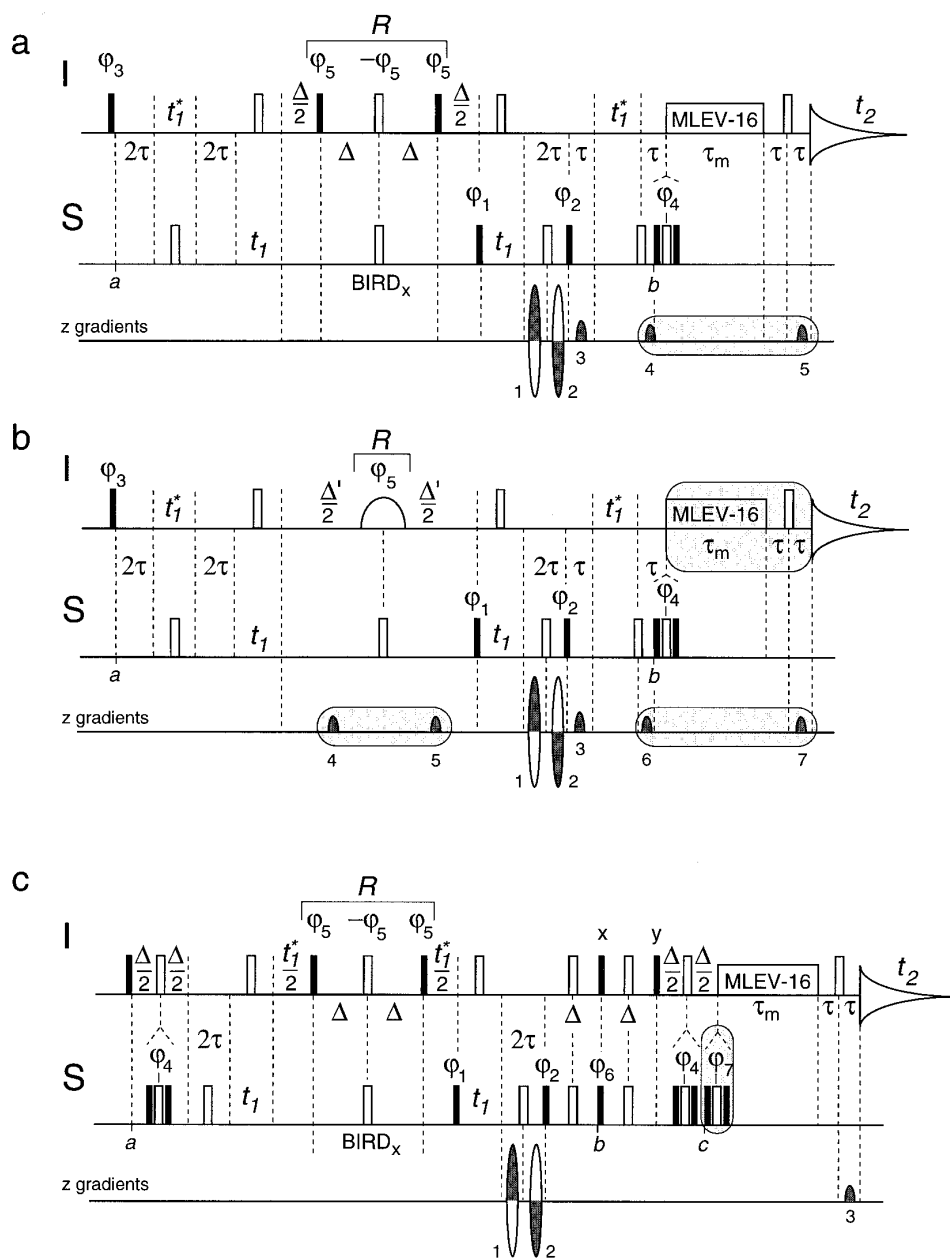 a
R
I
φ3
t1*
Δ/2
φ5
–φ5
φ5
Δ/2
t1*
MLEV-16
t2
2τ
2τ
Δ
Δ
2τ
τ
τ
τm
τ
τ
S
t1
φ1
t1
φ2
φ4
a
BIRDx
b
z gradients
1
2
3
4
5
b
R
I
φ3
t1*
Δ'/2
φ5
Δ'/2
t1*
MLEV-16
t2
2τ
2τ
2τ
τ
τ
τm
τ
τ
S
t1
φ1
t1
φ2
φ4
a
b
z gradients
4
5
1
2
3
6
7
c
R
I
Δ/2
Δ/2
t1*/2
φ5
–φ5
φ5
t1*/2
x
y
Δ/2
Δ/2
MLEV-16
t2
Δ
Δ
Δ
Δ
τm
τ
τ
S
φ4
2τ
t1
φ1
t1
2τ
φ2
φ6
φ4
φ7
a
BIRDx
b
c
z gradients
1
2
3